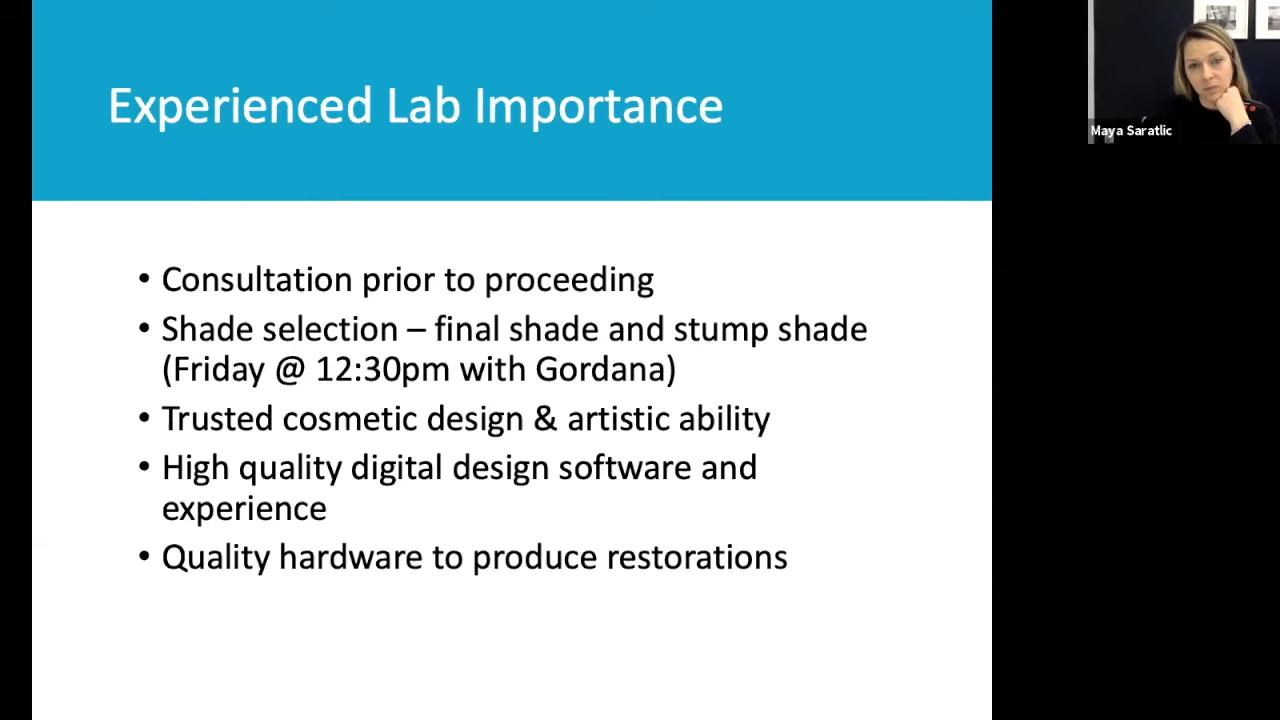 Experienced Lab Importance
Maya Saratlic
• Consultation prior to proceeding
• Shade selection – final shade and stump shade
(Friday @ 12:30pm with Gordana)
• Trusted cosmetic design & artistic ability
• High quality digital design software and
experience
• Quality hardware to produce restorations